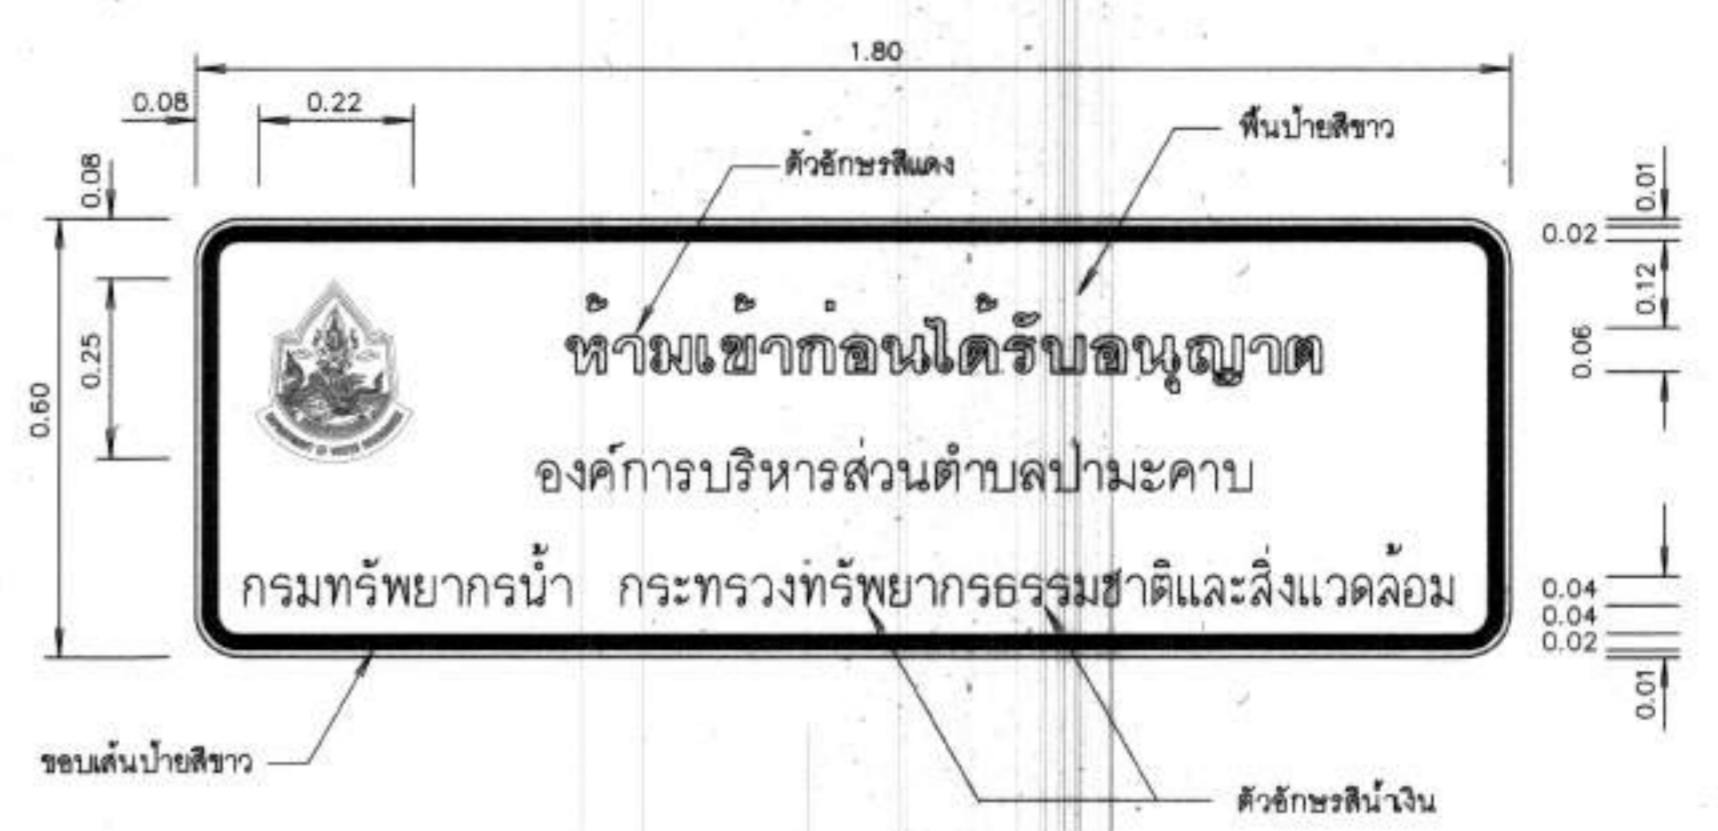 1.80
0.08
0.22
พื้นป้ายสีขาว
ตัวอักษรสีแดง
0.08
0.01
0.02
0.12
0.06
0.25
0.60
ห้ามเข้าก่อนได้รับอนุญาต
องค์การบริหารส่วนตำบลป่ามะคาบ
กรมทรัพยากรน้ำ กระทรวงทรัพยากรธรรมชาติและสิ่งแวดล้อม
0.04
0.04
0.02
0.01
ขอบเส้นป้ายสีขาว
ตัวอักษรสีน้ำเงิน